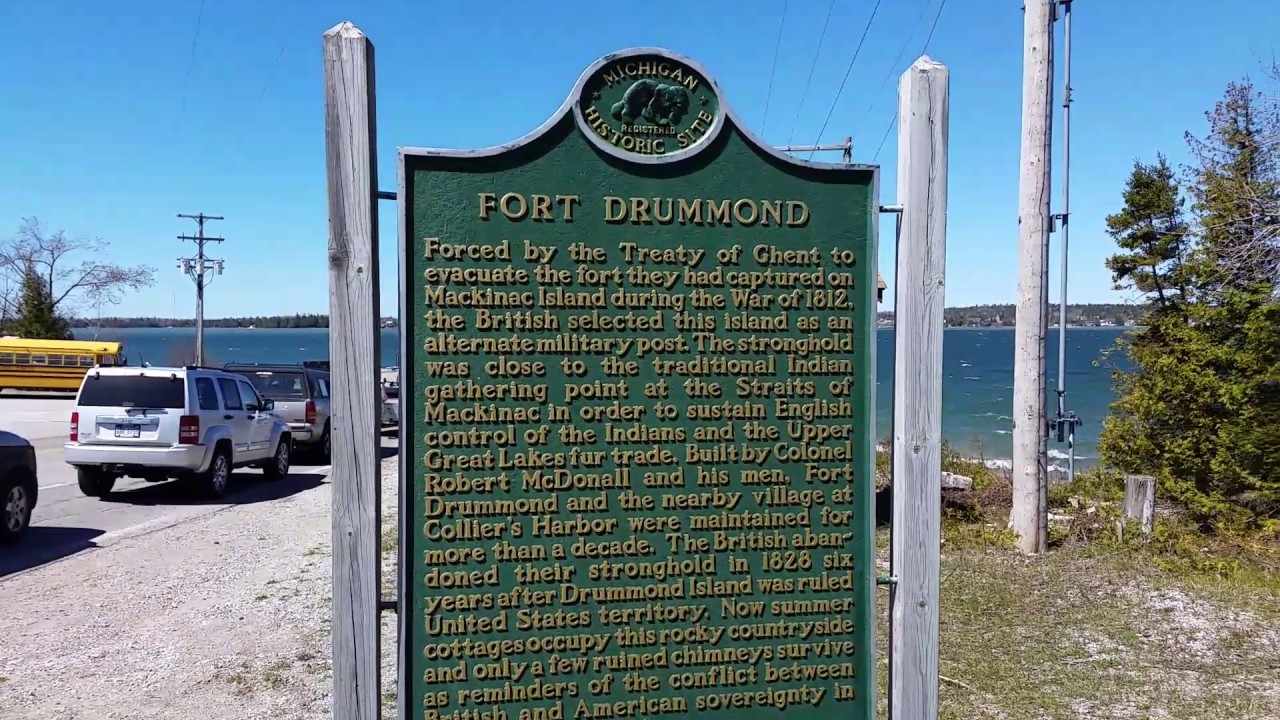 MICHIGAN
REGISTERED
HISTORIC SITE
FORT DRUMMOND
Forced by the Treaty of Ghent to
evacuate the fort they had captured on
Mackinac Island during the War of 1812,
the British selected this island as an
alternate military post. The stronghold
was close to the traditional Indian
gathering point at the Straits of
Mackinac in order to sustain English
control of the Indians and the Upper
Great Lakes fur trade. Built by Colonel
Robert McDonall and his men, Fort
Drummond and the nearby village at
Collier's Harbor were maintained for
more than a decade. The British aban-
doned their stronghold in 1828 six
years after Drummond Island was ruled
United States territory. Now summer
cottages occupy this rocky countryside
and only a few ruined chimneys survive
as reminders of the conflict between
British and American sovereignty in